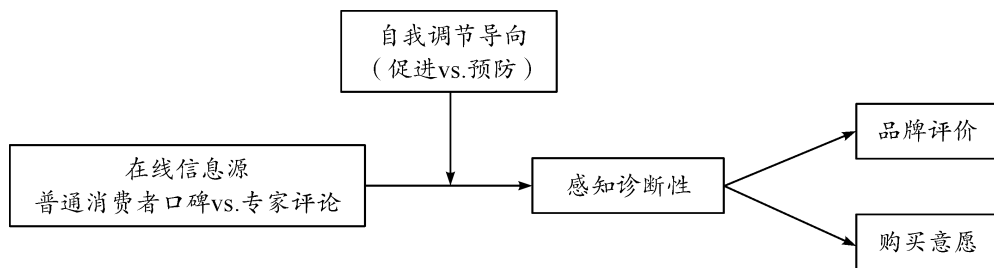 自我调节导向
（促进vs.预防）
在线信息源
普通消费者口碑vs.专家评论
感知诊断性
品牌评价
购买意愿